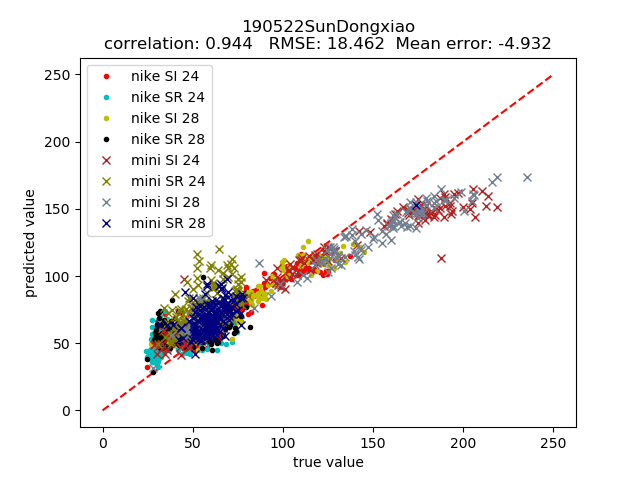 190522SunDongxiao
correlation: 0.944 RMSE: 18.462 Mean error: -4.932
250
200
150
100
50
0
predicted value
nike SI 24
nike SR 24
nike SI 28
nike SR 28
mini SI 24
mini SR 24
mini SI 28
mini SR 28
0 50 100 150 200 250
true value